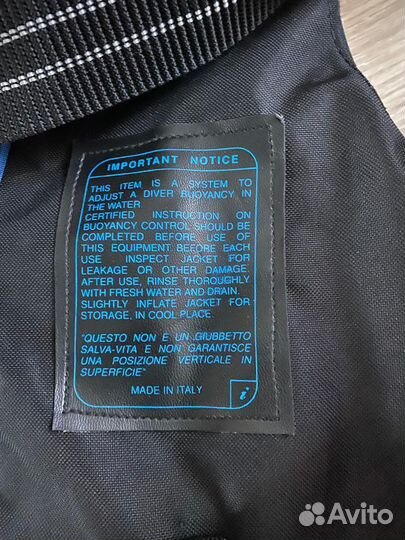 IMPORTANT NOTICE
THIS ITEM IS A SYSTEM TO
ADJUST A DIVER BUOYANCY IN
THE WATER
CERTIFIED INSTRUCTION ON
BUOYANCY CONTROL SHOULD BE
COMPLETED BEFORE USE OF
THIS EQUIPMENT. BEFORE EACH
USE INSPECT JACKET FOR
LEAKAGE OR OTHER DAMAGE.
AFTER USE, RINSE THOROUGHLY
WITH FRESH WATER AND DRAIN.
SLIGHTLY INFLATE JACKET FOR
STORAGE, IN COOL PLACE.
"QUESTO NON È UN GIUBBETTO
SALVA-VITA E NON GARANTISCE
UNA POSIZIONE VERTICALE IN
SUPERFICIE"
MADE IN ITALY
i
Avito